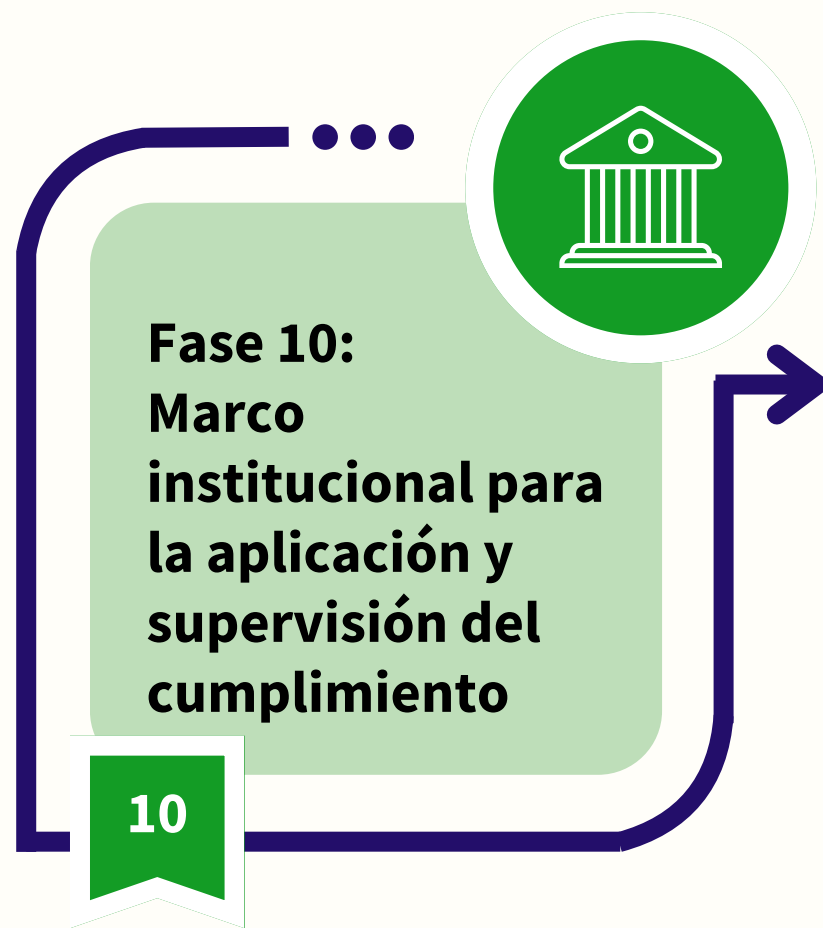 Fase 10:
Marco
institucional para
la aplicación y
supervisión del
cumplimiento
10